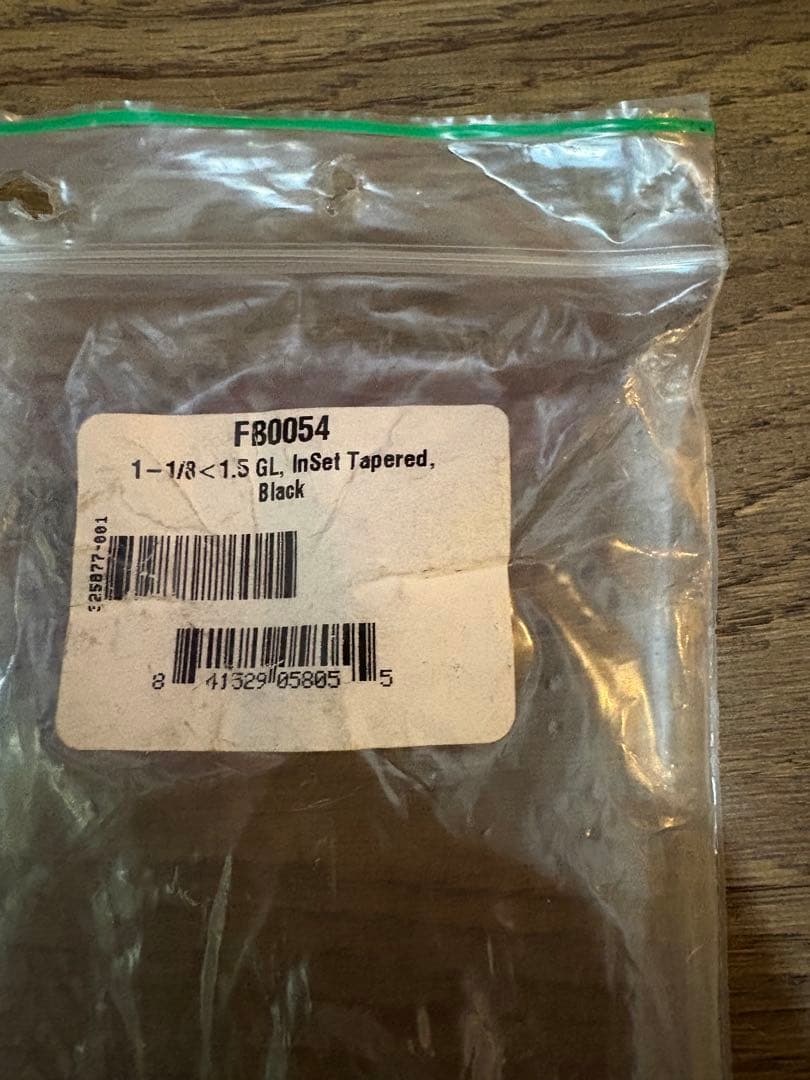 FB0054
1-1/8<1.5 GL, InSet Tapered,
Black
325877-001
8 41329 05805 5